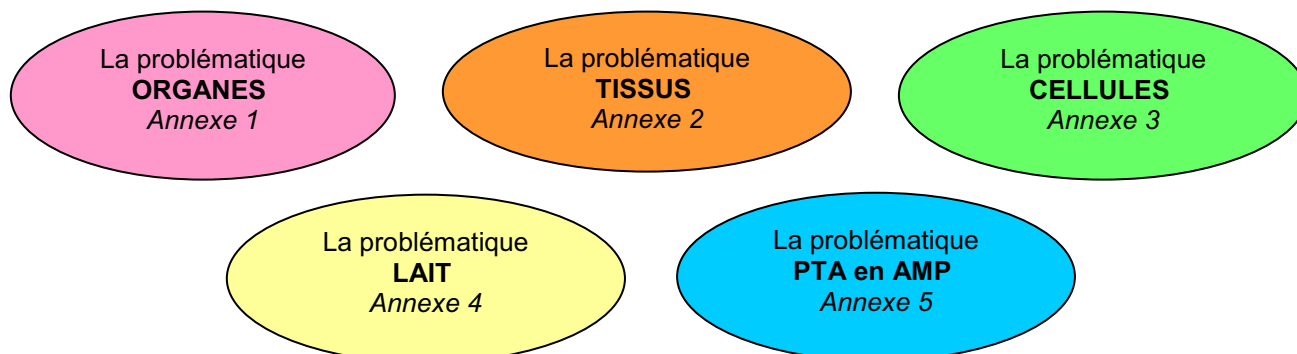 La problématique
ORGANES
Annexe 1
La problématique
TISSUS
Annexe 2
La problématique
CELLULES
Annexe 3
La problématique
LAIT
Annexe 4
La problématique
PTA en AMP
Annexe 5